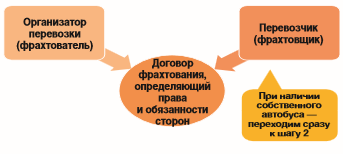 Организатор
перевозки
(фрахтователь)
Перевозчик
(фрахтовщик)
Договор
фрахтования,
определяющий
права
и обязанности
сторон
При наличии
собственного
автобуса —
переходим сразу
к шагу 2